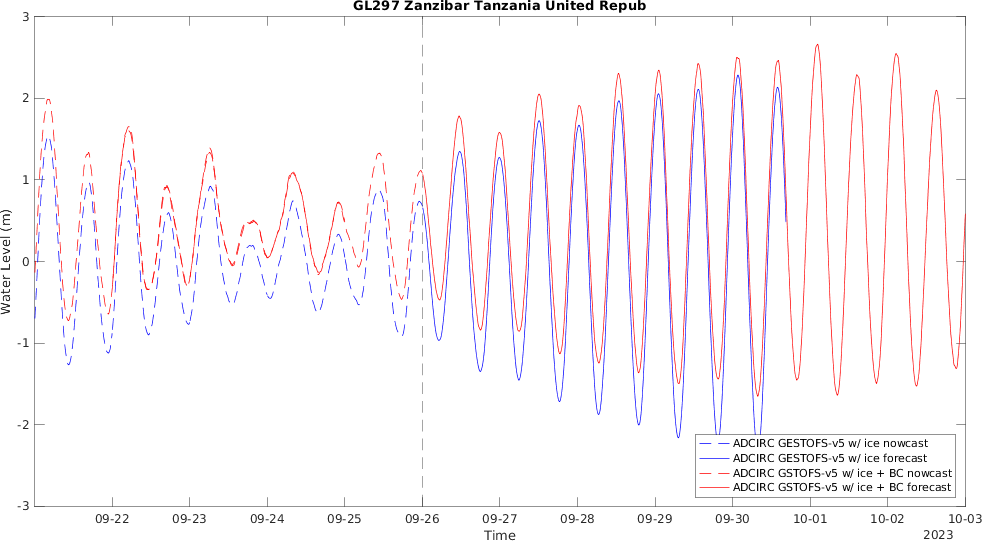 GL297 Zanzibar Tanzania United Repub
3
2
1
0
-1
-2
-3
Water Level (m)
ADCIRC GESTOFS-v5 w/ ice nowcast
ADCIRC GESTOFS-v5 w/ ice forecast
ADCIRC GSTOFS-v5 w/ ice + BC nowcast
ADCIRC GSTOFS-v5 w/ ice + BC forecast
09-22 09-23 09-24 09-25 09-26 09-27 09-28 09-29 09-30 10-01 10-02 10-03
Time
2023